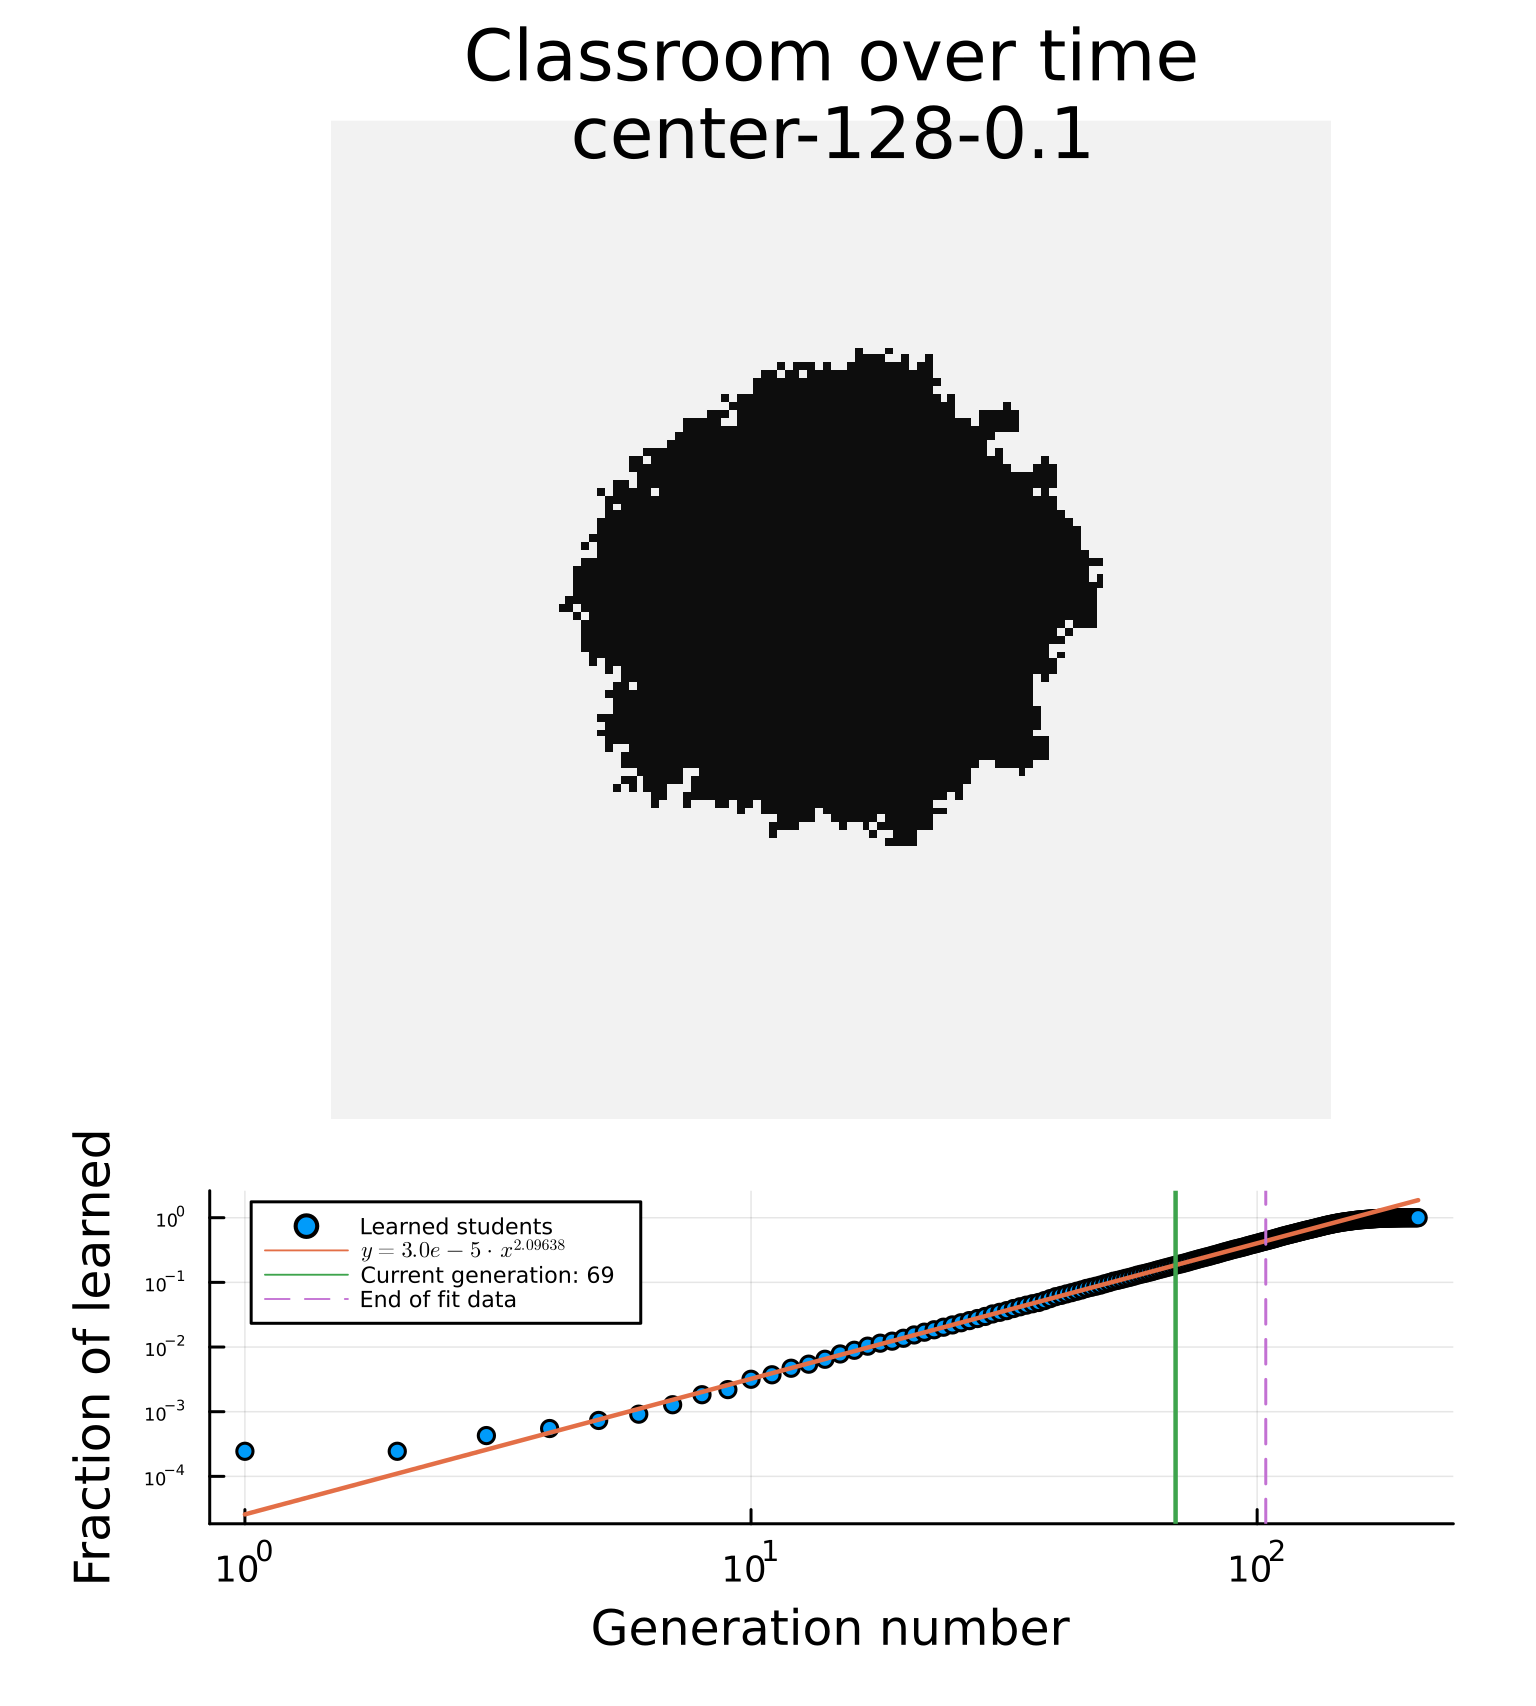 Classroom over time
center-128-0.1
Fraction of learned
10^0
10^−1
10^−2
10^−3
10^−4
Learned students
y = 3.0e − 5 · x^2.09638
Current generation: 69
End of fit data
10^0 10^1 10^2
Generation number